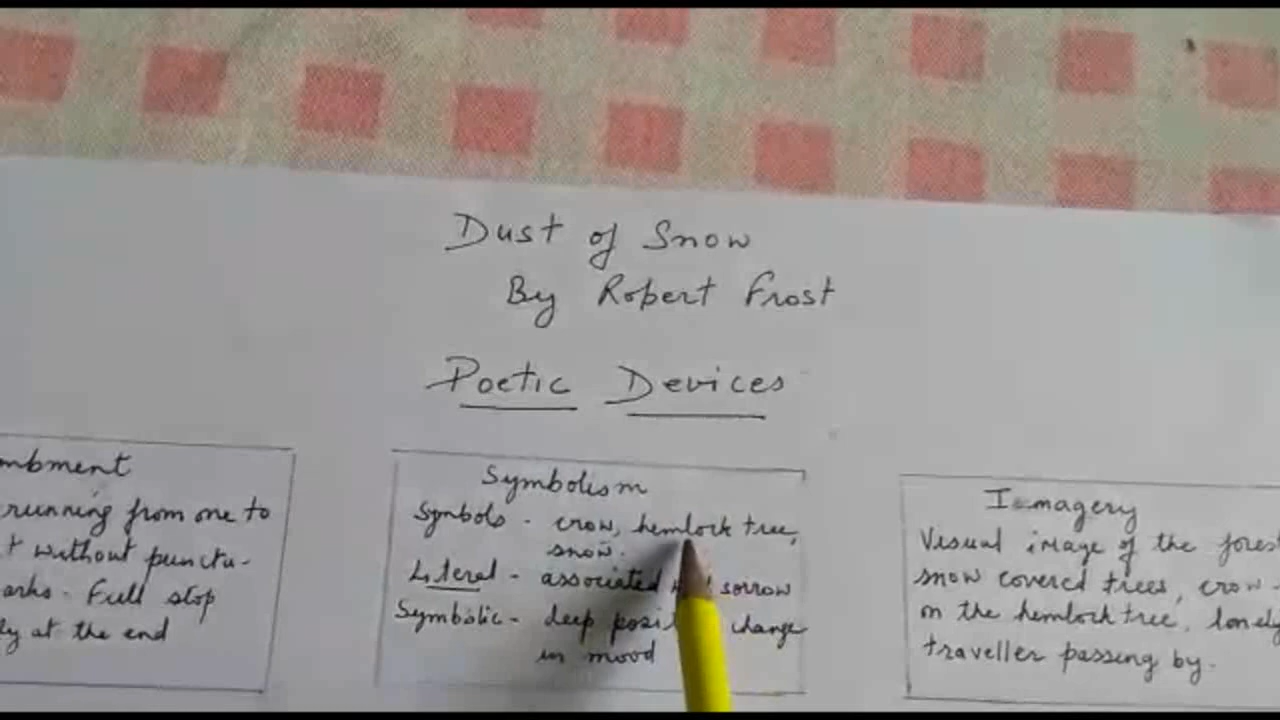 Dust of Snow
By Robert Frost
Poetic Devices
mbment
running from one to
t without punctu-
arks. Full stop
ly at the end
Symbolism
Symbols - crow, hemlock tree,
snow.
Literal - associated sorrow
Symbolic - deep change
in mood
Imagery
Visual image of the forest
snow covered trees, crow
on the hemlock tree, lonely
traveller passing by.